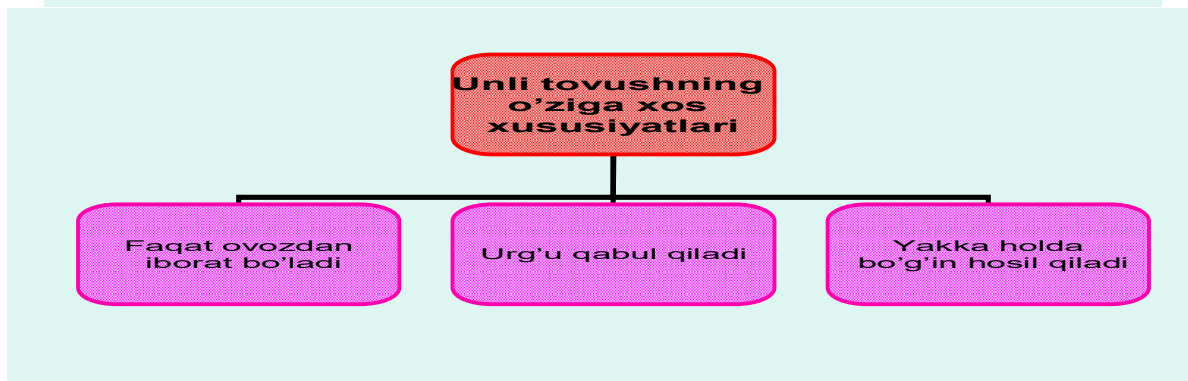 Unli tovushning
o’ziga xos
xususiyatlari
Faqat ovozdan
iborat bo’ladi
Urg’u qabul qiladi
Yakka holda
bo’g’in hosil qiladi